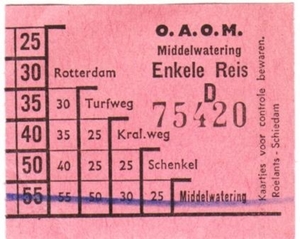 O.A.O.M.
Middelwatering
Enkele Reis
D
75420
25
30 Rotterdam
35 30 Turfweg
40 35 25 Kral.weg
50 40 25 25 Schenkel
55 55 50 30 25 Middelwatering
Kaartjes voor controle bewaren.
Roelants - Schiedam